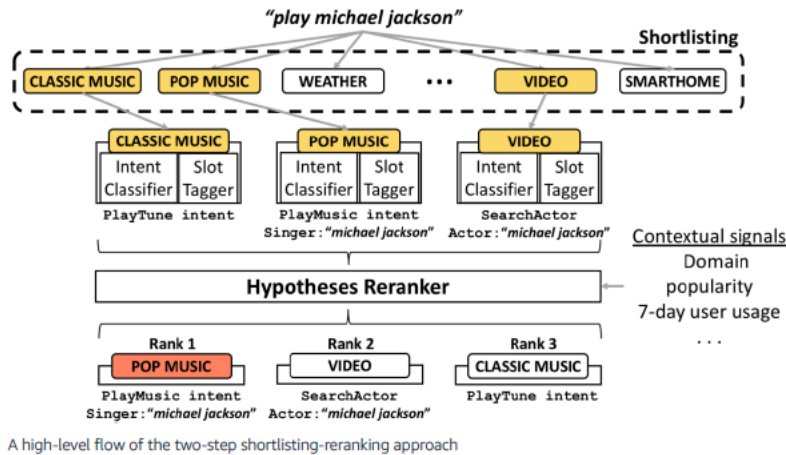 "play michael jackson"
Shortlisting
CLASSIC MUSIC POP MUSIC WEATHER ... VIDEO SMARTHOME
CLASSIC MUSIC POP MUSIC VIDEO
Intent Slot Intent Slot Intent Slot
Classifier Tagger Classifier Tagger Classifier Tagger
PlayTune intent PlayMusic intent SearchActor
Singer:"michael jackson" Actor:"michael jackson"
Contextual signals
Domain
popularity
7-day user usage
. . .
Hypotheses Reranker
Rank 1 Rank 2 Rank 3
POP MUSIC VIDEO CLASSIC MUSIC
PlayMusic intent SearchActor PlayTune intent
Singer:"michael jackson" Actor:"michael jackson"
A high-level flow of the two-step shortlisting-reranking approach